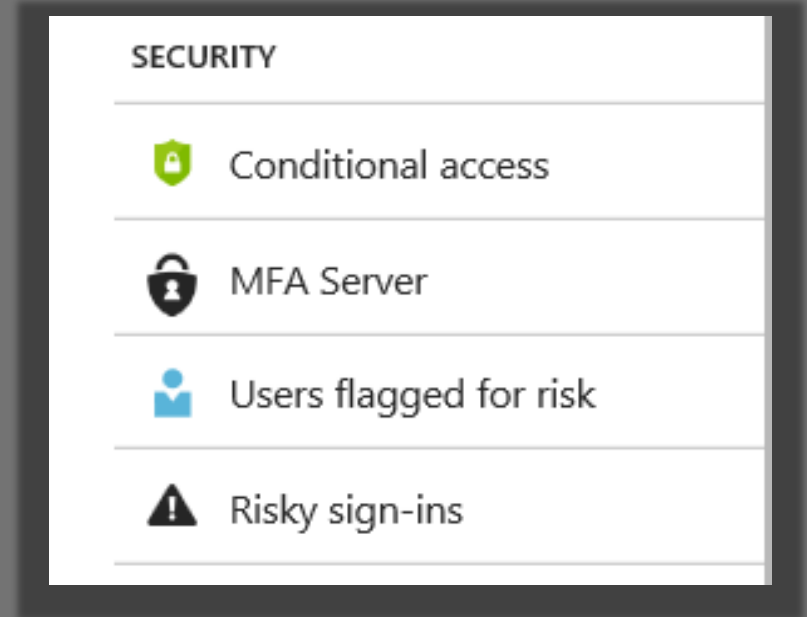 SECURITY
Conditional access
MFA Server
Users flagged for risk
Risky sign-ins